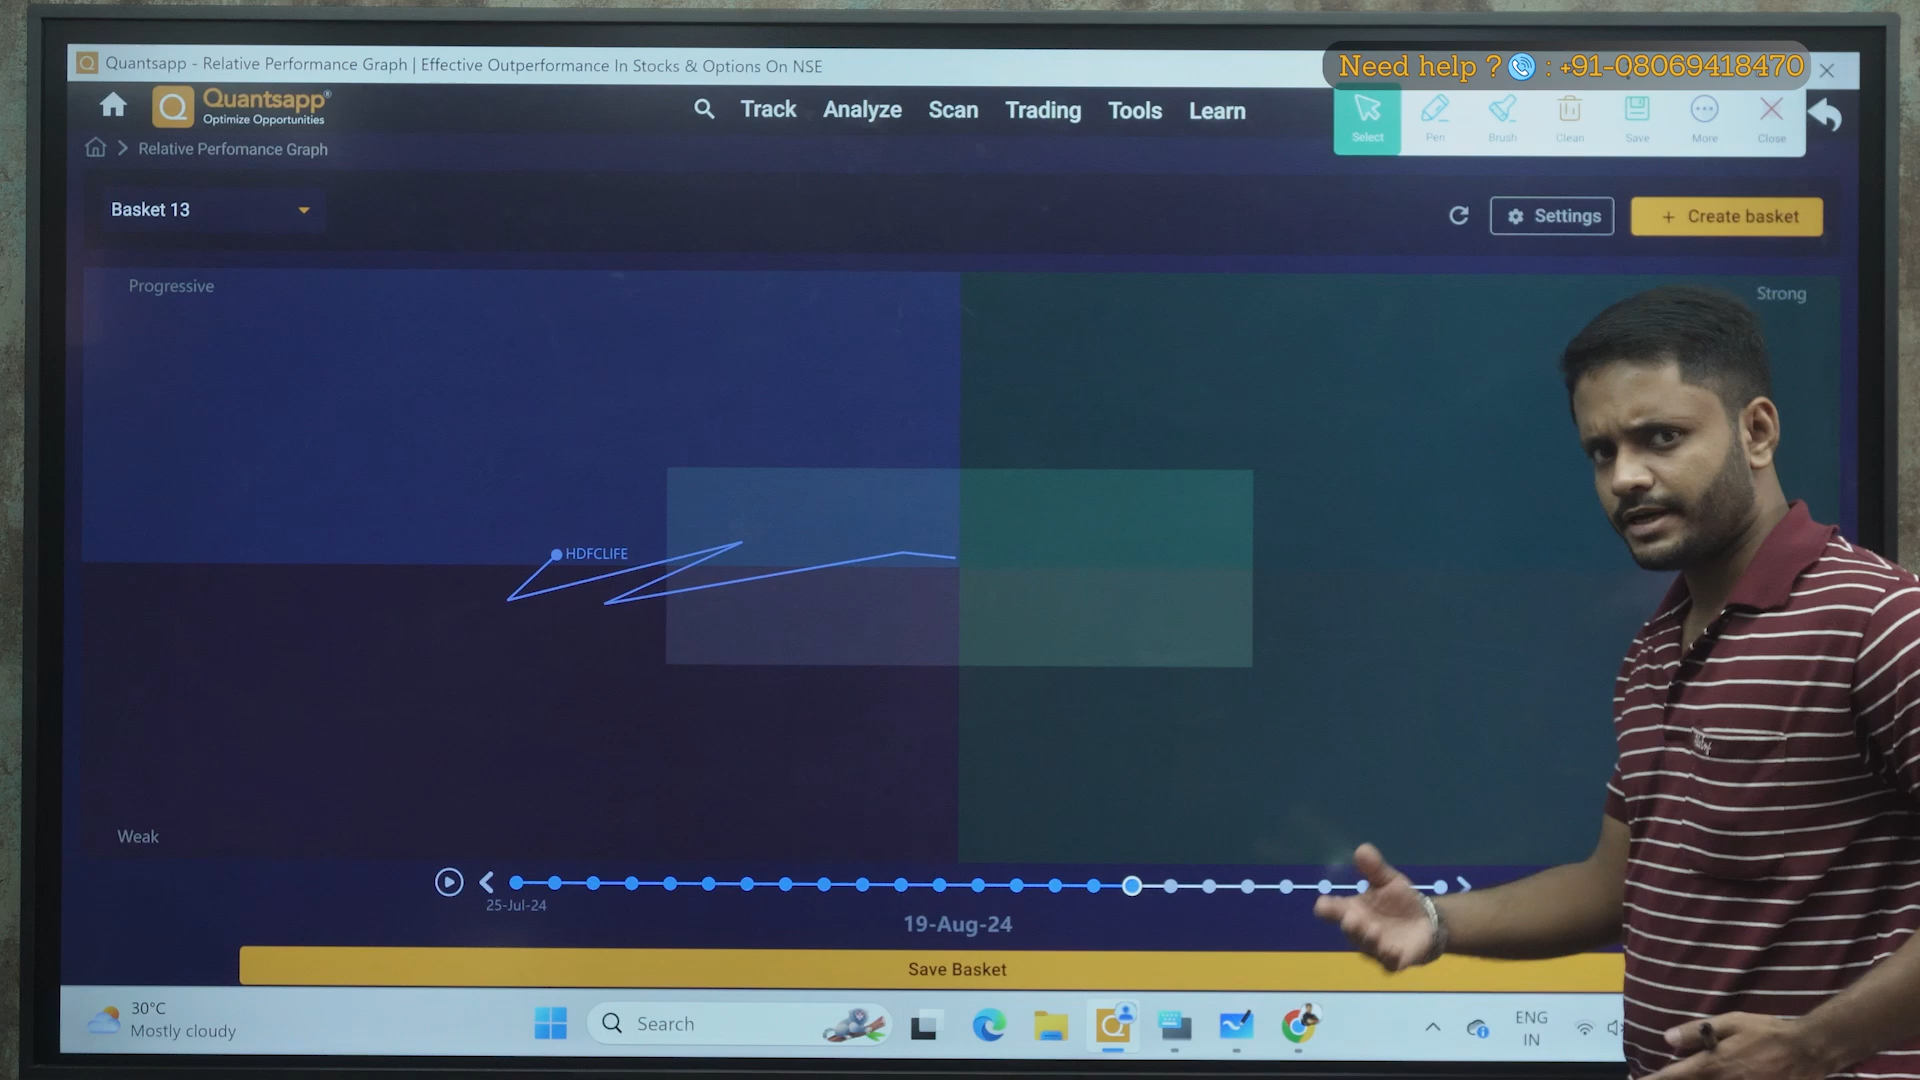 Quantsapp - Relative Performance Graph | Effective Outperformance In Stocks & Options On NSE
Need help ? : +91-08069418470
Quantsapp®
Optimize Opportunities
Track Analyze Scan Trading Tools Learn
Select Pen Brush Clean Save More Close
Relative Perfomance Graph
Basket 13
Settings
+ Create basket
Progressive
Strong
HDFCLIFE
Weak
25-Jul-24
19-Aug-24
Save Basket
30°C
Mostly cloudy
Search
ENG
IN